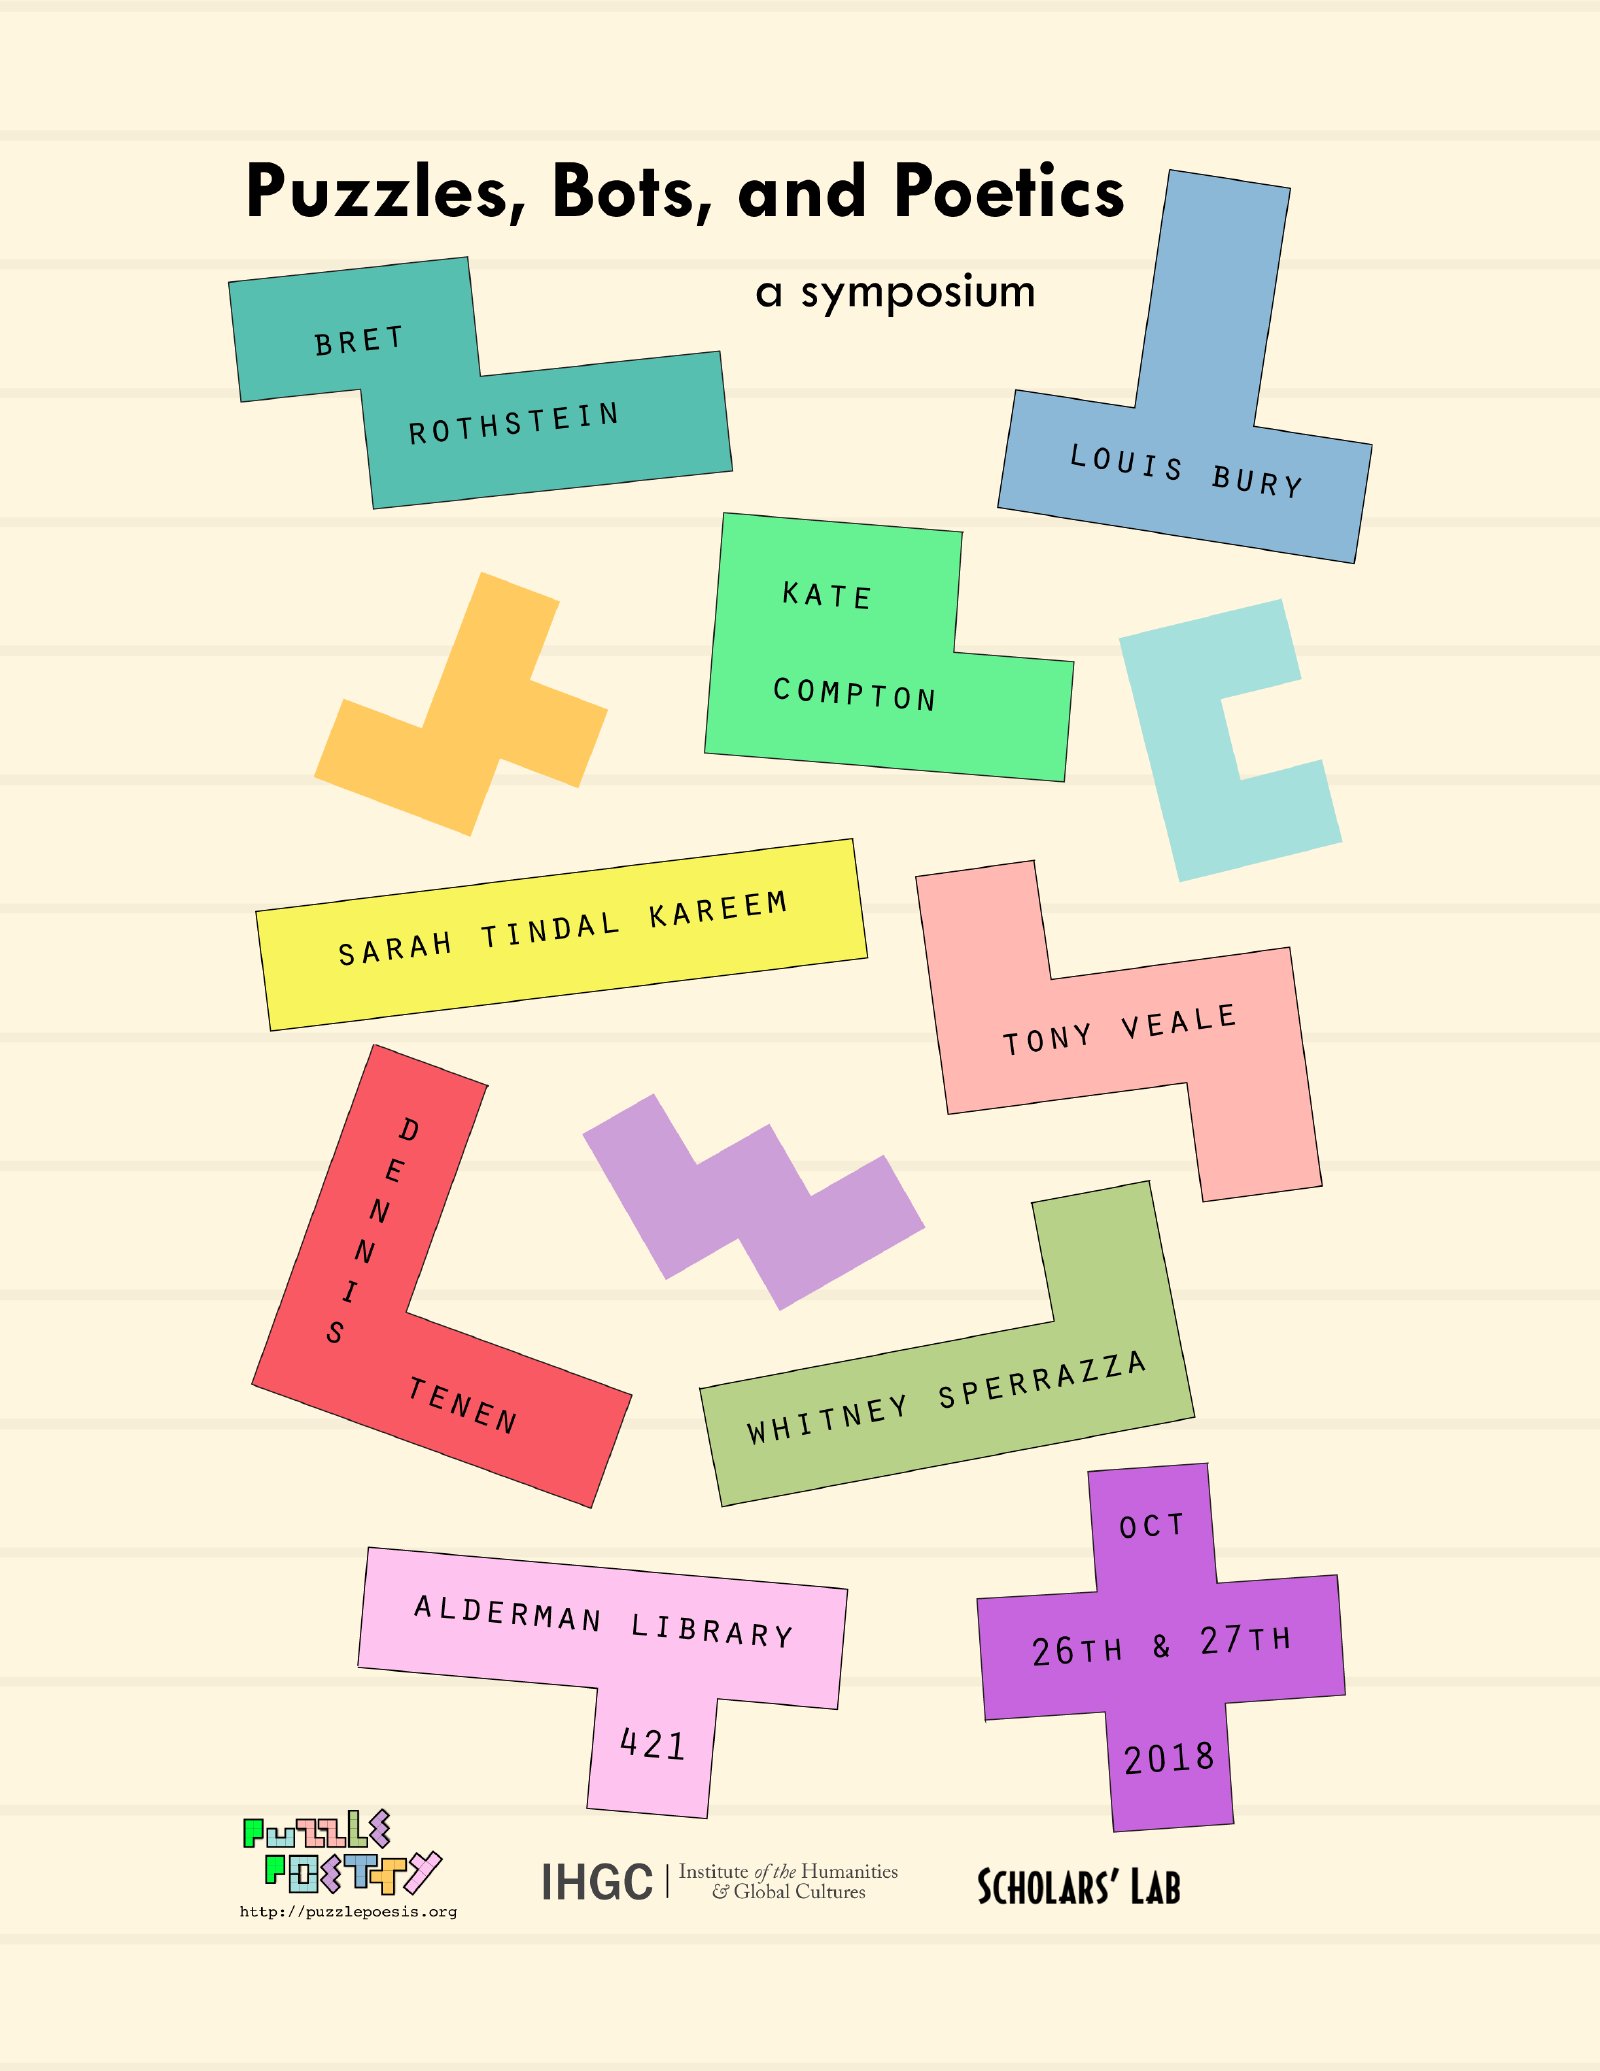 Puzzles, Bots, and Poetics
a symposium
BRET
ROTHSTEIN
LOUIS BURY
KATE
COMPTON
SARAH TINDAL KAREEM
TONY VEALE
DENNIS
TENEN
WHITNEY SPERRAZZA
ALDERMAN LIBRARY
421
OCT
26TH & 27TH
2018
PuZZLE
POETrY
http://puzzlepoesis.org
IHGC | Institute of the Humanities
& Global Cultures
SCHOLARS' LAB